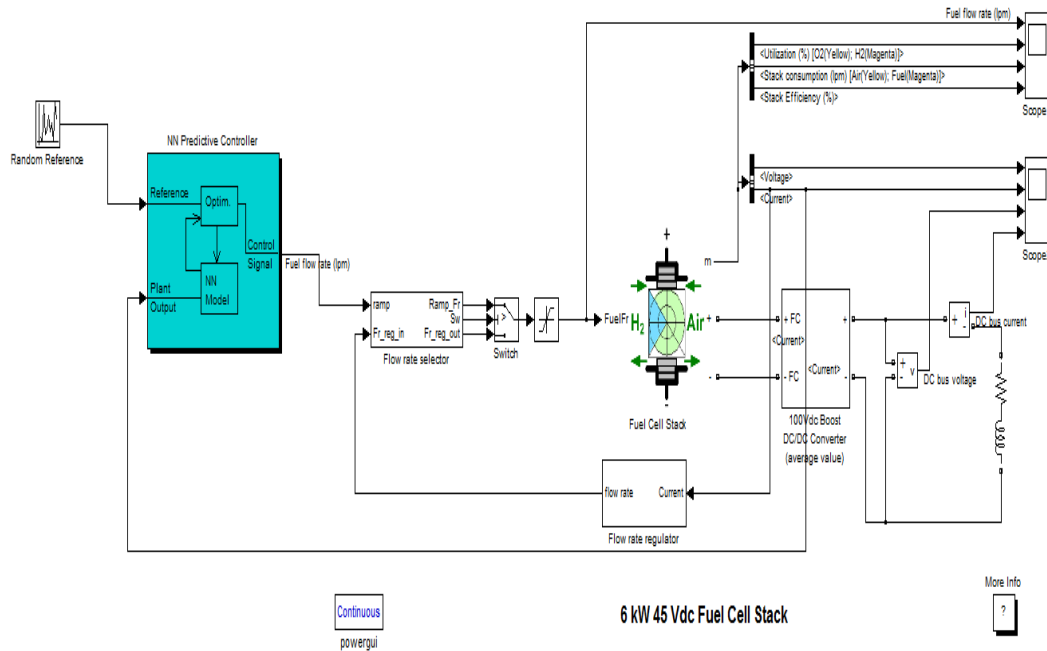 Fuel flow rate (lpm)
<Utilization (%) [O2(Yellow); H2(Magenta)]>
<Stack consumption (lpm) [Air(Yellow); Fuel(Magenta)]>
<Stack Efficiency (%)>
Scope
Random Reference
NN Predictive Controller
Reference
Optim.
Control
Signal
NN
Model
Plant
Output
Fuel flow rate (lpm)
<Voltage>
<Current>
Scope
ramp
Fr_reg_in
Ramp_Fr
Sw
Fr_reg_out
Flow rate selector
>
Switch
FuelFr
+
H2
Air
-
m
+
-
Fuel Cell Stack
+ FC
<Current>
- FC
+
<Current>
-
100Vdc Boost
DC/DC Converter
(average value)
+
-
i
DC bus current
+
-
v
DC bus voltage
flow rate
Current
Flow rate regulator
Continuous
powergui
6 kW 45 Vdc Fuel Cell Stack
More Info
?